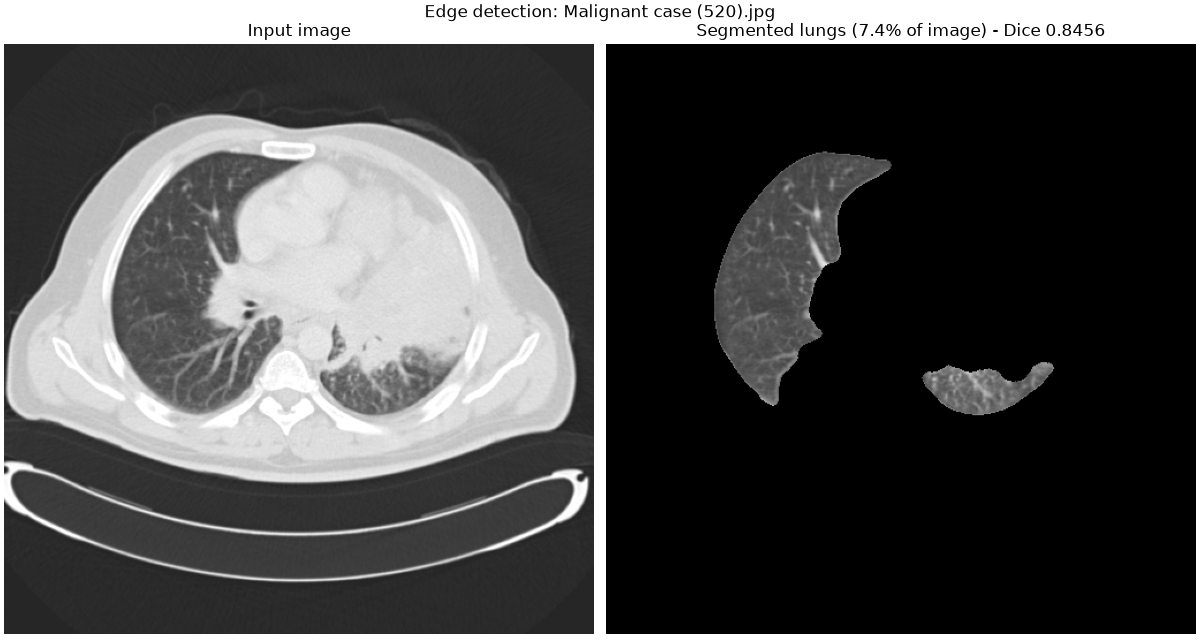 Edge detection: Malignant case (520).jpg
Input image
Segmented lungs (7.4% of image) - Dice 0.8456